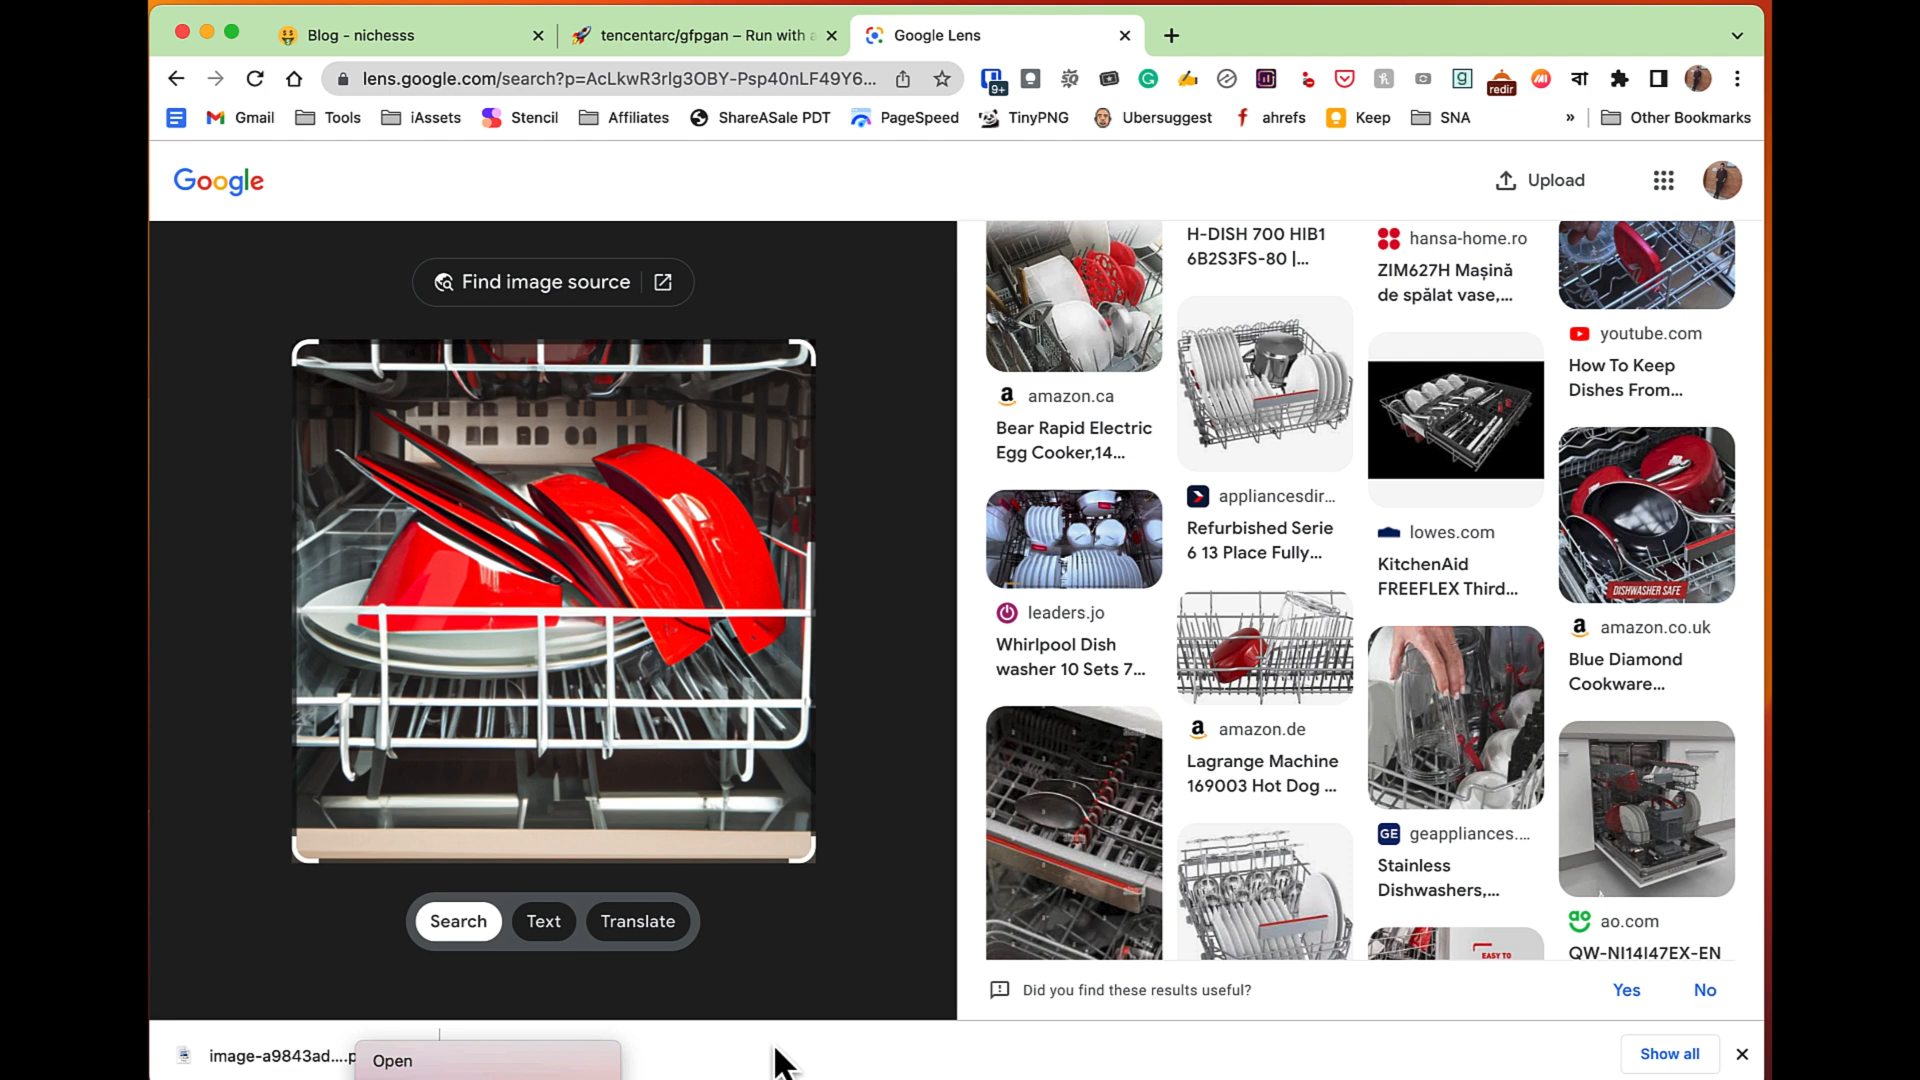 Blog - nichesss
tencentarc/gfpgan – Run with a
Google Lens
lens.google.com/search?p=AcLkwR3rlg3OBY-Psp40nLF49Y6...
9+
redir
Gmail
Tools
iAssets
Stencil
Affiliates
ShareASale PDT
PageSpeed
TinyPNG
Ubersuggest
ahrefs
Keep
SNA
»
Other Bookmarks
Google
Upload
Find image source
Search
Text
Translate
amazon.ca
Bear Rapid Electric
Egg Cooker,14...
leaders.jo
Whirlpool Dish
washer 10 Sets 7...
H-DISH 700 HIB1
6B2S3FS-80 |...
appliancesdir...
Refurbished Serie
6 13 Place Fully...
amazon.de
Lagrange Machine
169003 Hot Dog ...
hansa-home.ro
ZIM627H Mașină
de spălat vase,...
lowes.com
KitchenAid
FREEFLEX Third...
GE geappliances....
Stainless
Dishwashers,...
EASY TO
youtube.com
How To Keep
Dishes From...
DISHWASHER SAFE
amazon.co.uk
Blue Diamond
Cookware...
ao ao.com
QW-NI14I47EX-EN
Did you find these results useful?
Yes
No
image-a9843ad....p
Open
Show all